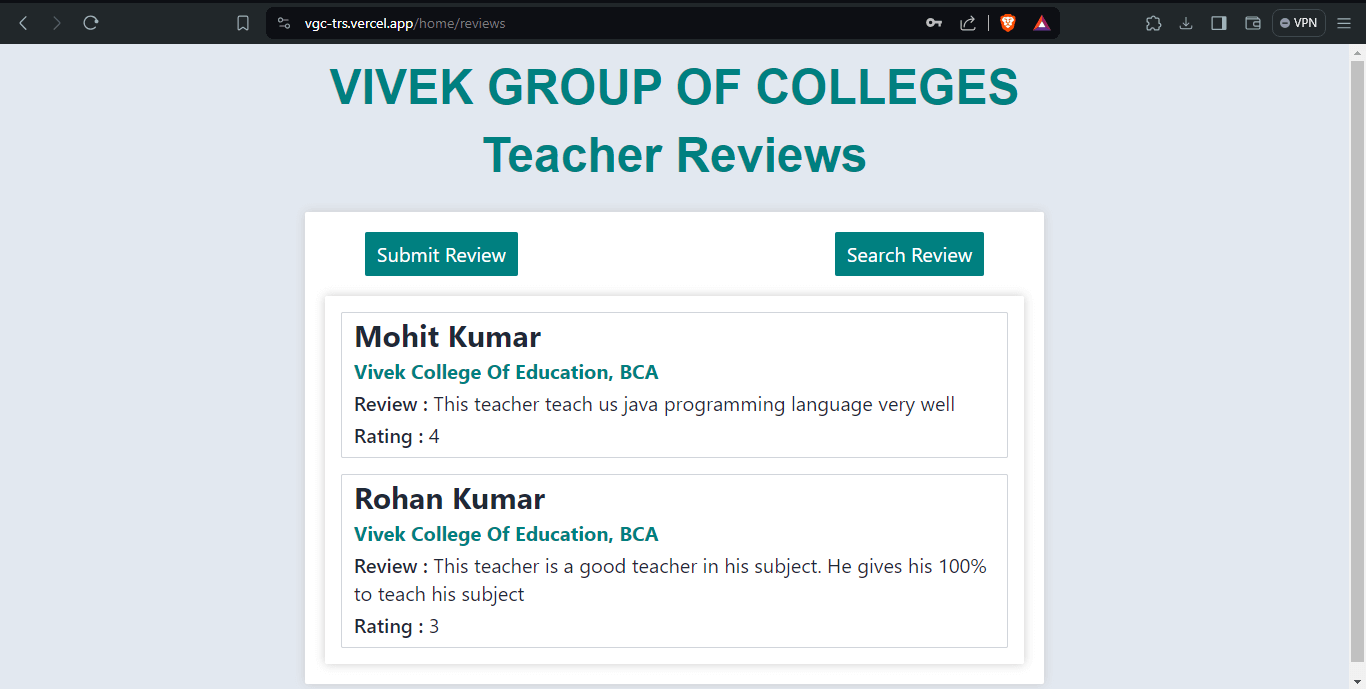 vgc-trs.vercel.app/home/reviews
VPN
VIVEK GROUP OF COLLEGES
Teacher Reviews
Submit Review
Search Review
Mohit Kumar
Vivek College Of Education, BCA
Review : This teacher teach us java programming language very well
Rating : 4
Rohan Kumar
Vivek College Of Education, BCA
Review : This teacher is a good teacher in his subject. He gives his 100%
to teach his subject
Rating : 3